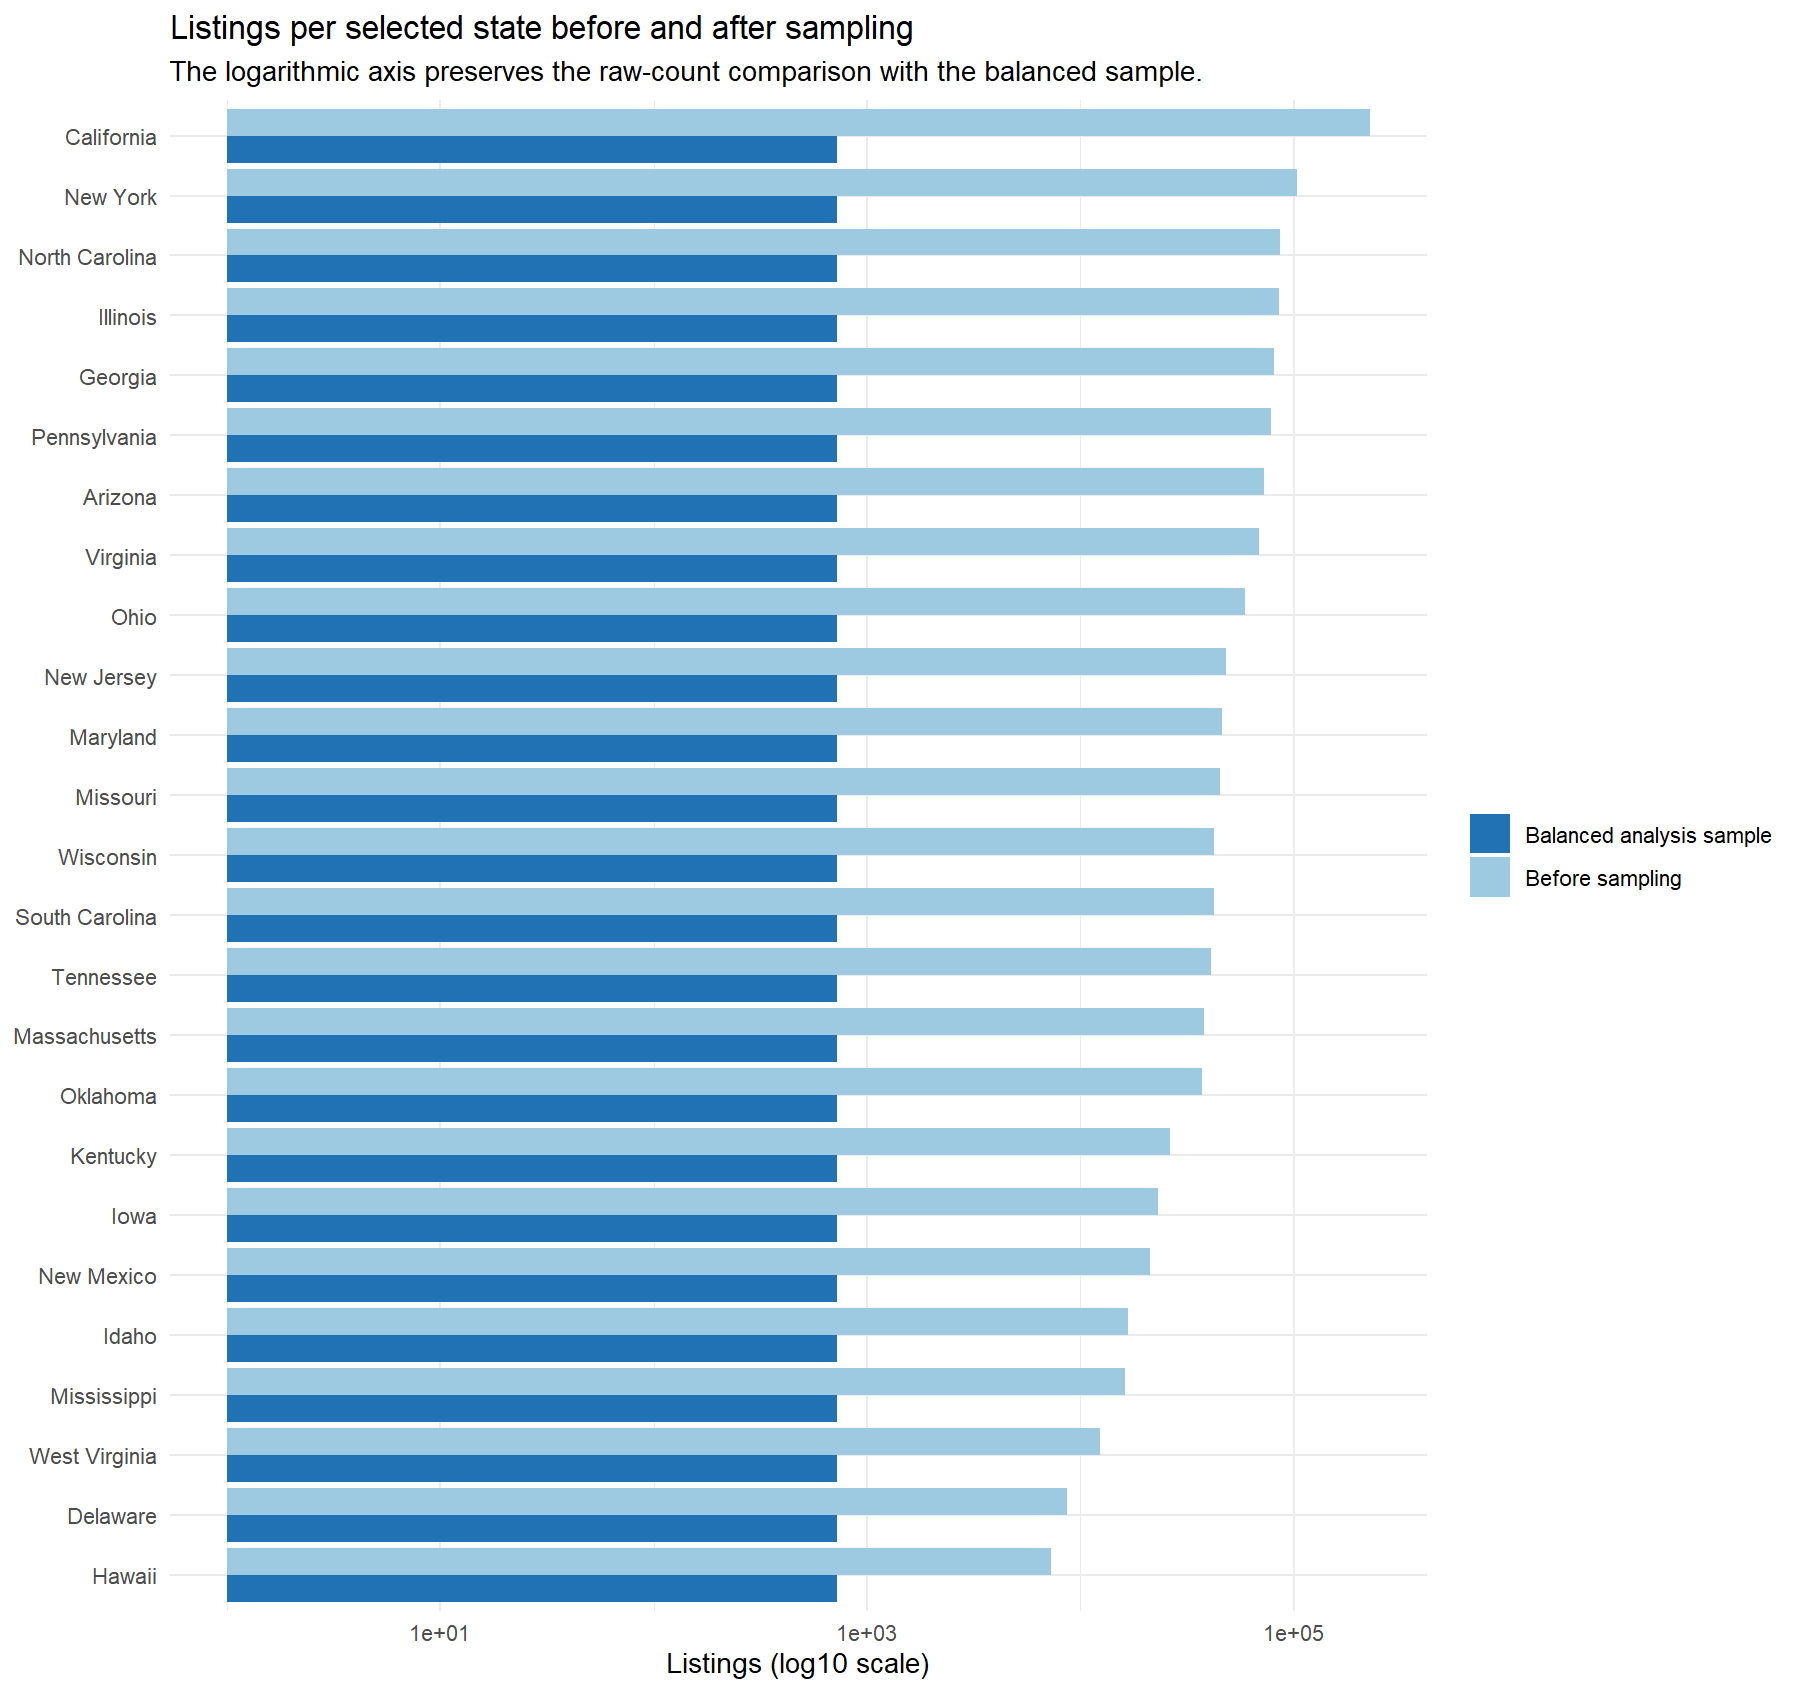 Listings per selected state before and after sampling
The logarithmic axis preserves the raw-count comparison with the balanced sample.
California
New York
North Carolina
Illinois
Georgia
Pennsylvania
Arizona
Virginia
Ohio
New Jersey
Maryland
Missouri
Wisconsin
South Carolina
Tennessee
Massachusetts
Oklahoma
Kentucky
Iowa
New Mexico
Idaho
Mississippi
West Virginia
Delaware
Hawaii
1e+01 1e+03 1e+05
Listings (log10 scale)
Balanced analysis sample
Before sampling